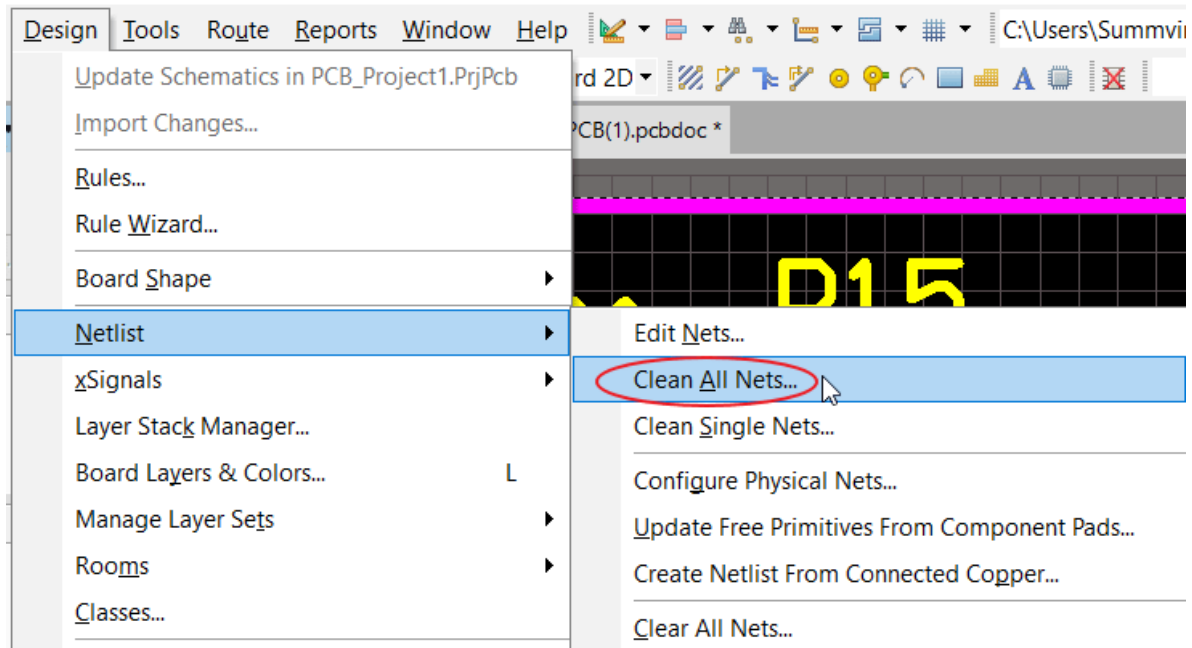 Design Tools Route Reports Window Help C:\Users\Summvi
Update Schematics in PCB_Project1.PrjPcb
rd 2D A
Import Changes...
PCB(1).pcbdoc *
Rules...
Rule Wizard...
Board Shape
R15
Netlist
Edit Nets...
xSignals
Clean All Nets...
Layer Stack Manager...
Clean Single Nets...
Board Layers & Colors... L
Configure Physical Nets...
Manage Layer Sets
Update Free Primitives From Component Pads...
Rooms
Create Netlist From Connected Copper...
Classes...
Clear All Nets...